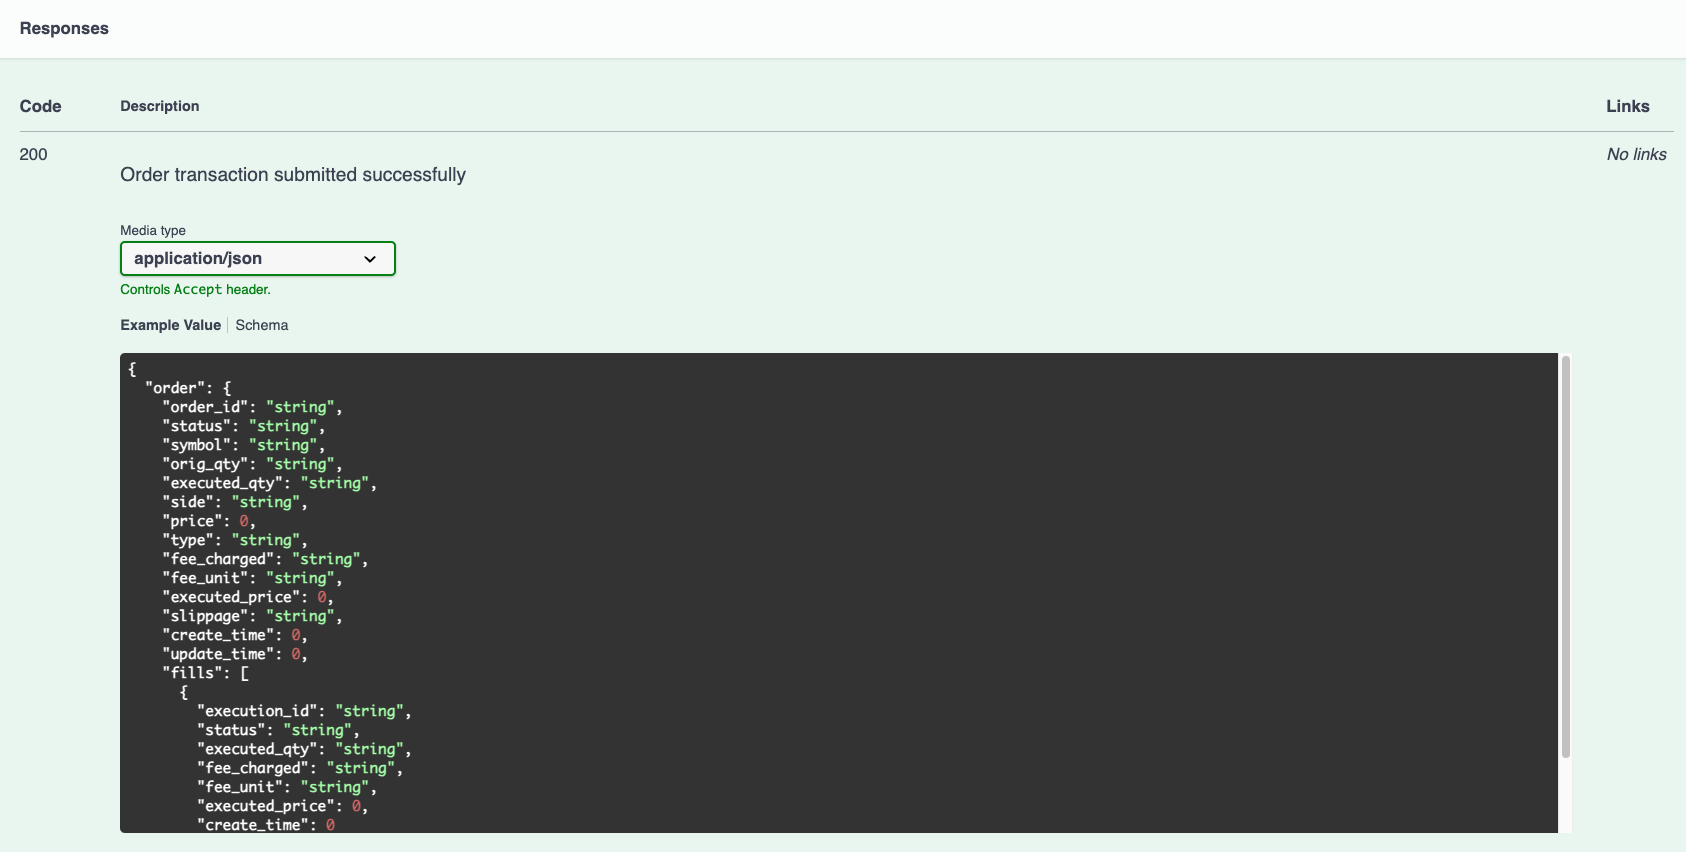 Responses
Code Description Links
200 No links
Order transaction submitted successfully
Media type
application/json
Controls Accept header.
Example Value Schema
{
  "order": {
    "order_id": "string",
    "status": "string",
    "symbol": "string",
    "orig_qty": "string",
    "executed_qty": "string",
    "side": "string",
    "price": 0,
    "type": "string",
    "fee_charged": "string",
    "fee_unit": "string",
    "executed_price": 0,
    "slippage": "string",
    "create_time": 0,
    "update_time": 0,
    "fills": [
      {
        "execution_id": "string",
        "status": "string",
        "executed_qty": "string",
        "fee_charged": "string",
        "fee_unit": "string",
        "executed_price": 0,
        "create_time": 0